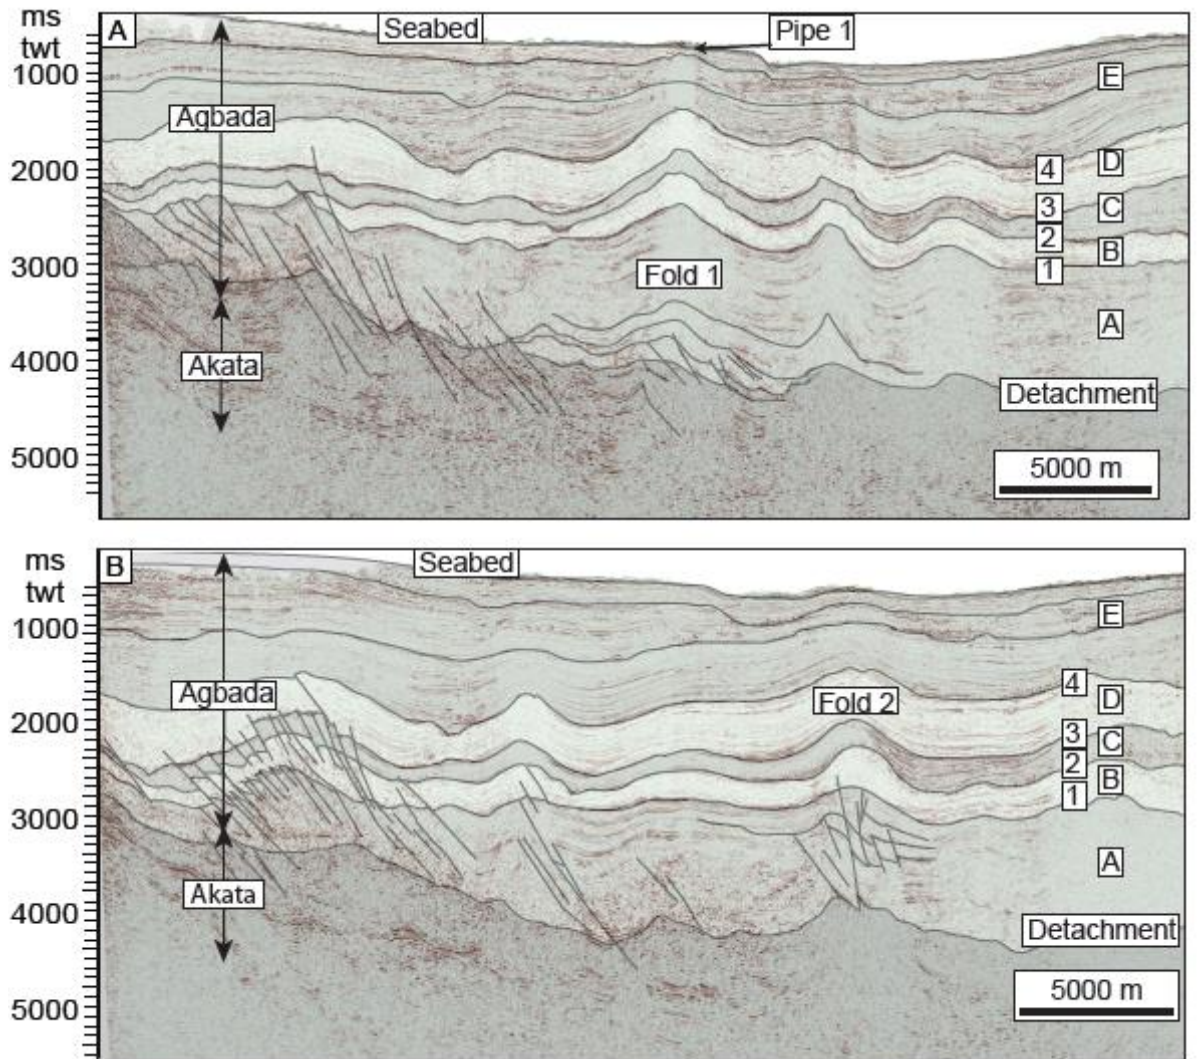 ms
twt
A
Seabed
Pipe 1
1000
E
Agbada
2000
4
D
3
C
2
B
3000
Fold 1
1
A
4000
Akata
Detachment
5000
5000 m
ms
twt
B
Seabed
1000
E
Agbada
4
D
2000
Fold 2
3
C
2
B
1
3000
A
Akata
4000
Detachment
5000
5000 m